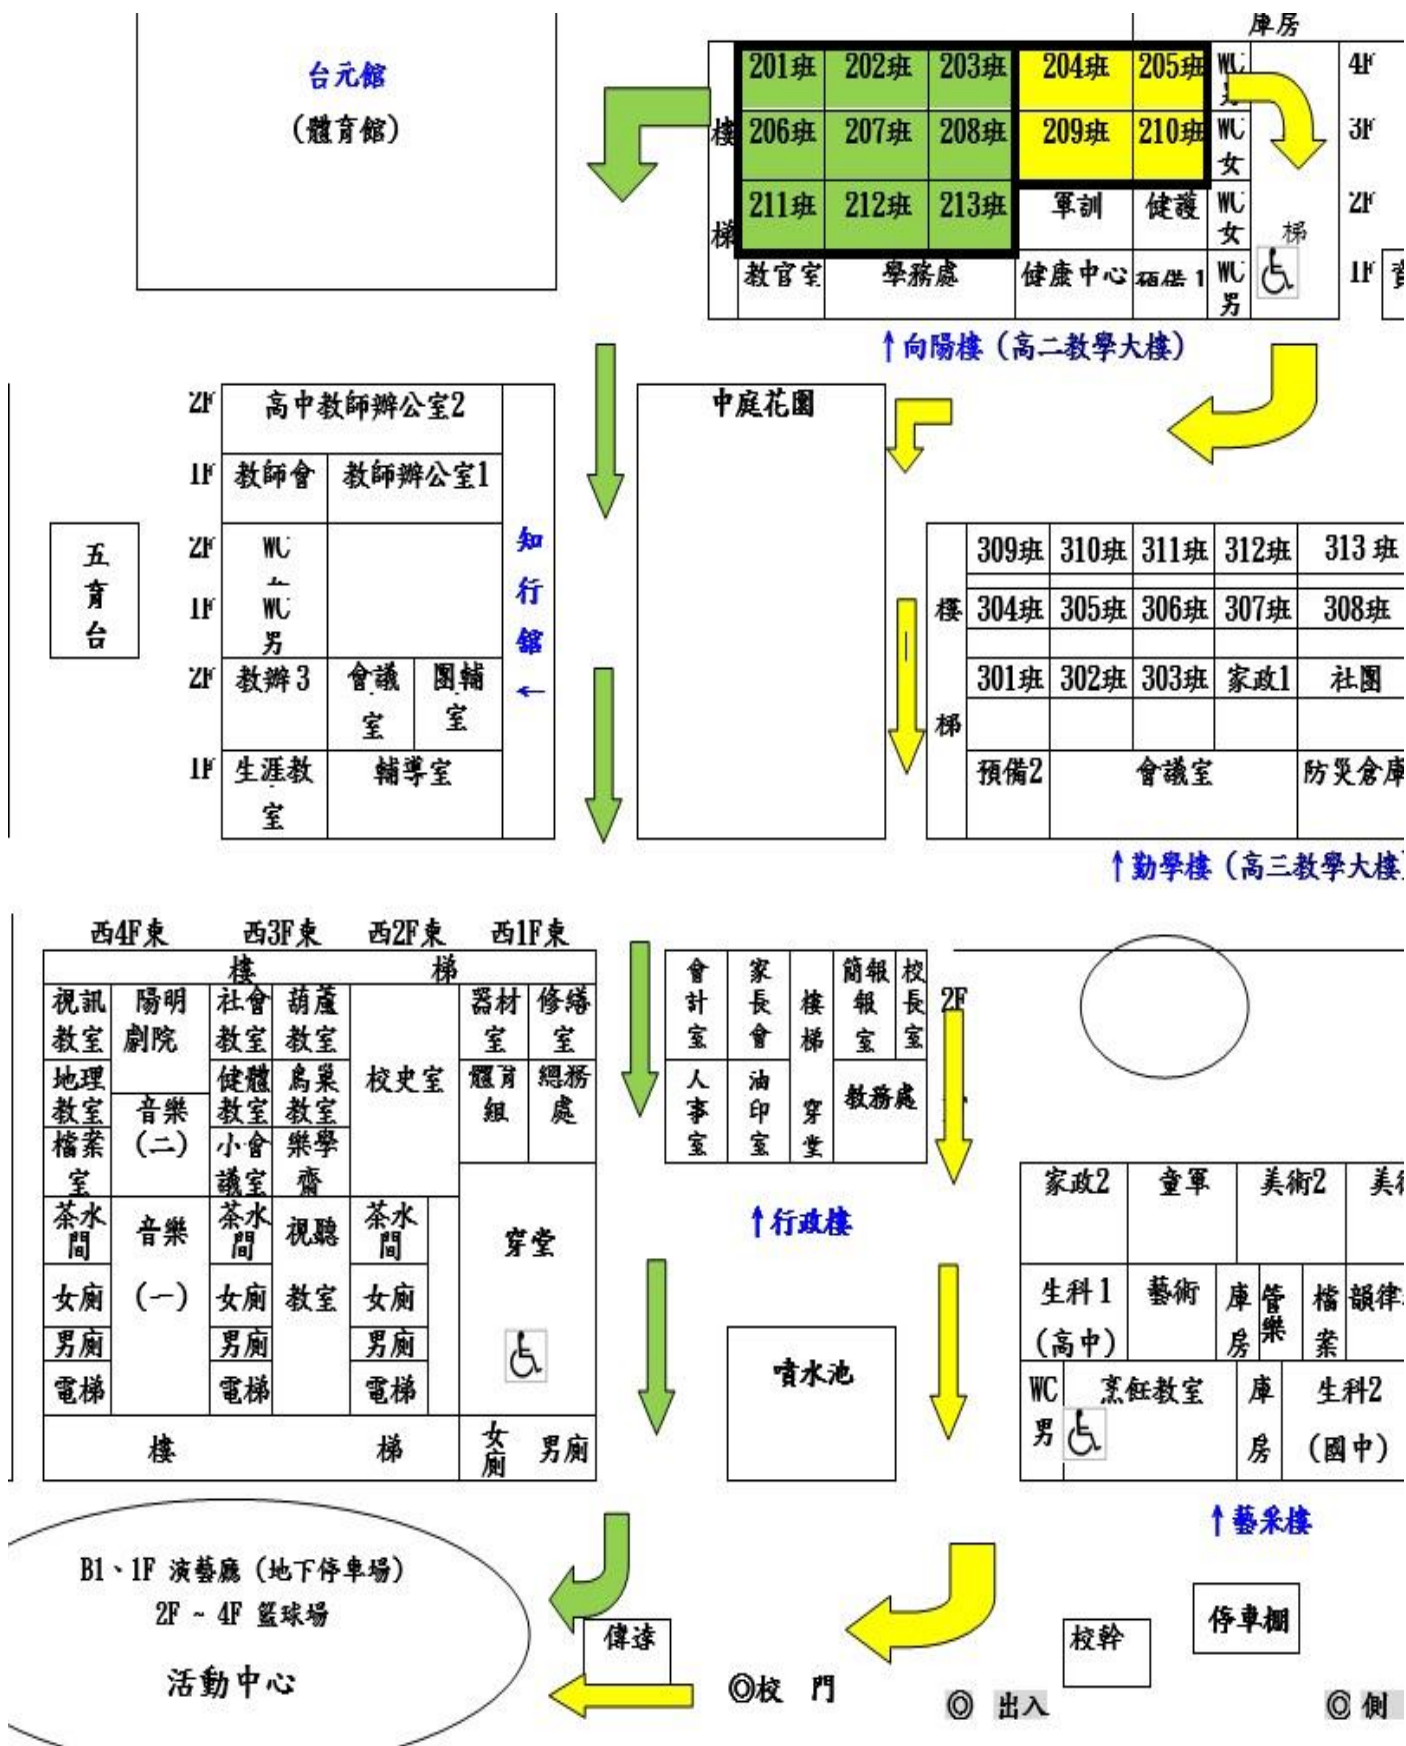 庫房
台元館
(體育館)
201班 202班 203班 204班 205班 WC 男 4F
樓 206班 207班 208班 209班 210班 WC 女 3F
梯 211班 212班 213班 軍訓 健護 WC 女 梯 2F
教官室 學務處 健康中心 預備1 WC 男 1F
↑向陽樓(高二教學大樓)
2F 高中教師辦公室2
1F 教師會 教師辦公室1
2F WC
1F WC 男
2F 教辦3 會議室 團輔室
1F 生涯教室 輔導室
知行館←
五育台
中庭花園
309班 310班 311班 312班 313班
樓 304班 305班 306班 307班 308班
梯 301班 302班 303班 家政1 社團
預備2 會議室 防災倉庫
↑勤學樓(高三教學大樓)
西4F東 西3F東 西2F東 西1F東
樓 梯
視訊教室 陽明劇院 社會教室 葫蘆教室 校史室 器材室 修繕室
地理教室 音樂(二) 健體教室 鳥巢教室 體育組 總務處
檔案室 小會議室 樂學齋
茶水間 音樂(一) 茶水間 視聽教室 茶水間 穿堂
女廁 女廁 女廁
男廁 男廁 男廁
電梯 電梯 電梯
樓 梯 女廁 男廁
會計室 家長會 樓梯 簡報報室 校長室 2F
人事室 油印室 穿堂 教務處
↑行政樓
噴水池
家政2 童軍 美術2
生科1(高中) 藝術 庫房 管樂 檔案 韻律
WC男 烹飪教室 庫房 生科2(國中)
↑藝采樓
B1、1F 演藝廳(地下停車場)
2F ~ 4F 籃球場
活動中心
傳達
◎校 門
校幹
停車棚
◎ 出入
◎ 側